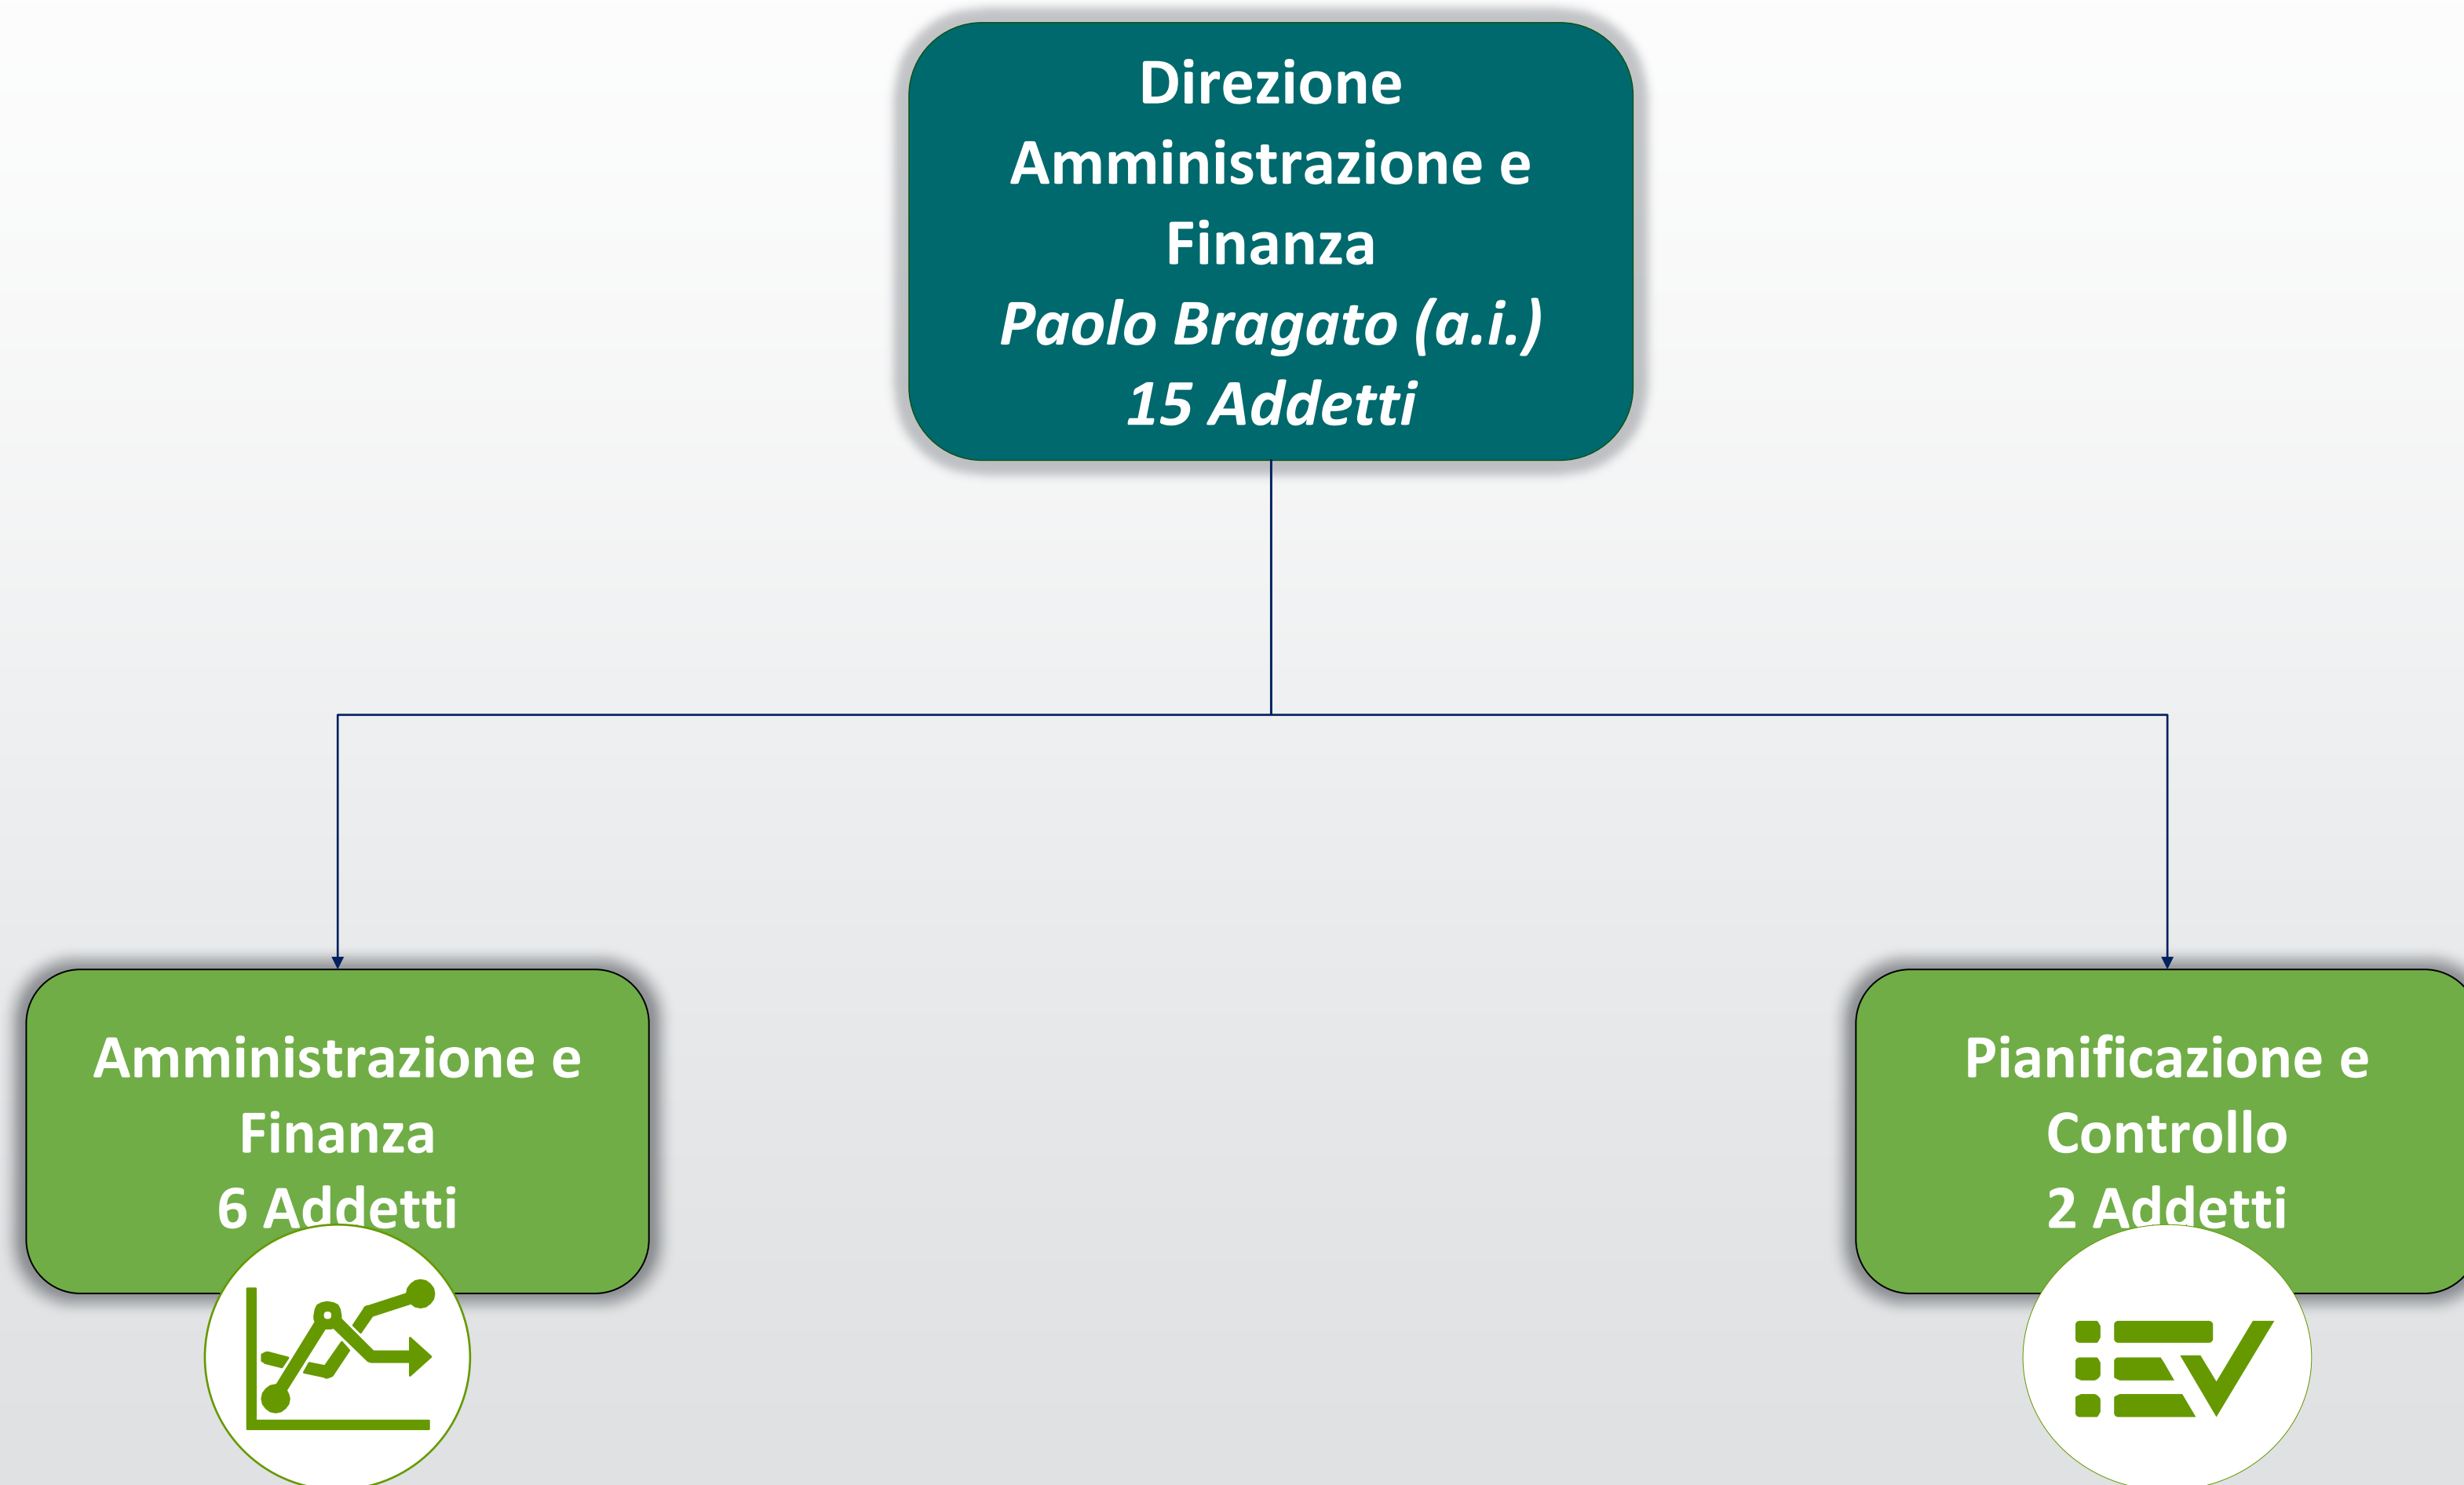 Direzione
Amministrazione e
Finanza
Paolo Bragato (a.i.)
15 Addetti
Amministrazione e
Finanza
6 Addetti
Pianificazione e
Controllo
2 Addetti